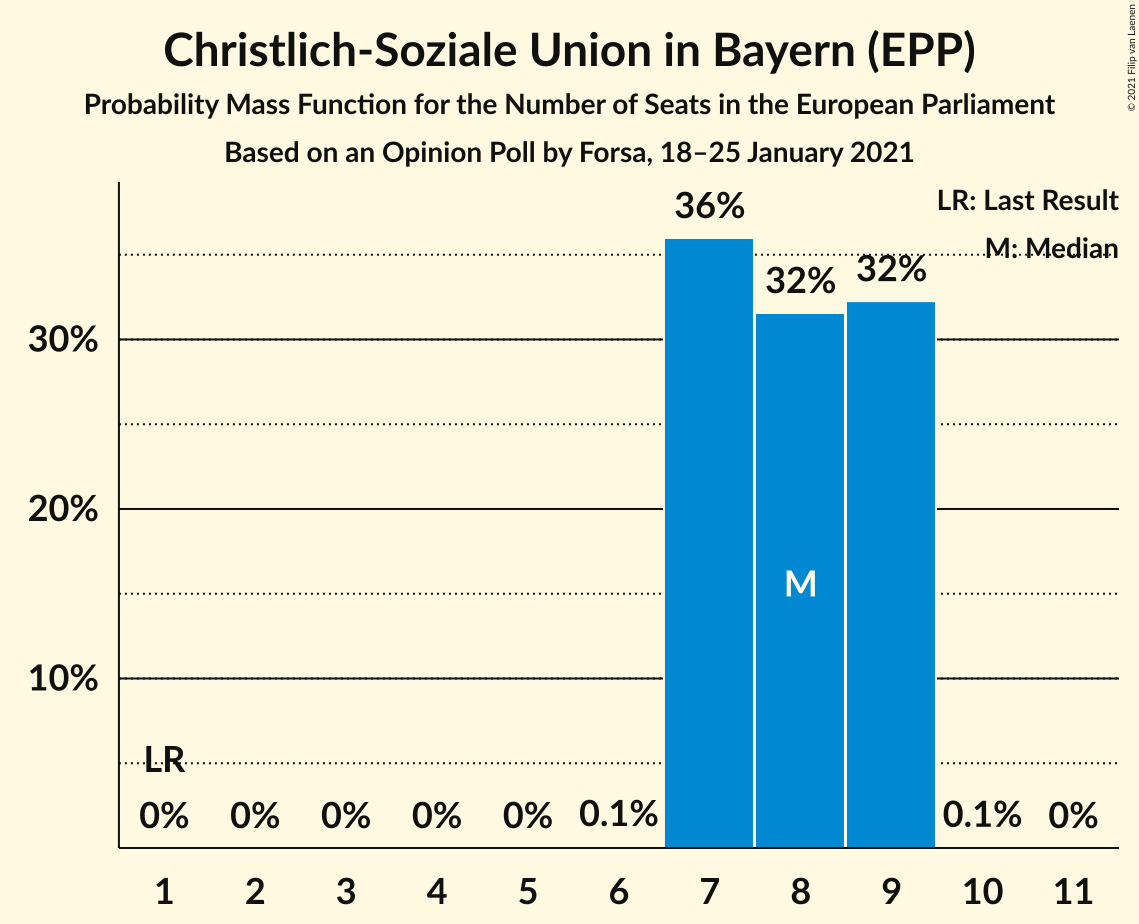 Christlich-Soziale Union in Bayern (EPP)
Probability Mass Function for the Number of Seats in the European Parliament
Based on an Opinion Poll by Forsa, 18–25 January 2021
© 2021 Filip van Laenen
LR: Last Result
M: Median
36%
32%
32%
30%
20%
10%
M
LR
0%
0%
0%
0%
0%
0.1%
0.1%
0%
1 2 3 4 5 6 7 8 9 10 11